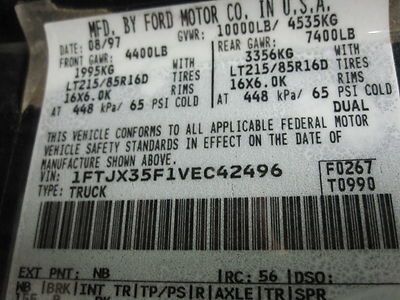 MFD. BY FORD MOTOR CO. IN U.S.A.
DATE: 08/97 GVWR: 10000LB/ 4535KG
FRONT GAWR: 4400LB REAR GAWR: 7400LB
1995KG WITH 3356KG WITH
LT215/85R16D TIRES LT215/85R16D TIRES
16X6.0K RIMS 16X6.0K RIMS
AT 448 kPa/ 65 PSI COLD AT 448 kPa/ 65 PSI COLD
DUAL
THIS VEHICLE CONFORMS TO ALL APPLICABLE FEDERAL MOTOR
VEHICLE SAFETY STANDARDS IN EFFECT ON THE DATE OF
MANUFACTURE SHOWN ABOVE.
VEHICLE IN: 1FTJX35F1VEC42496 F0267
TYPE: TRUCK T0990
EXT PNT: NB RC: 56 DSO:
NB BRK INT TR TP/PS R AXLE TR SPR